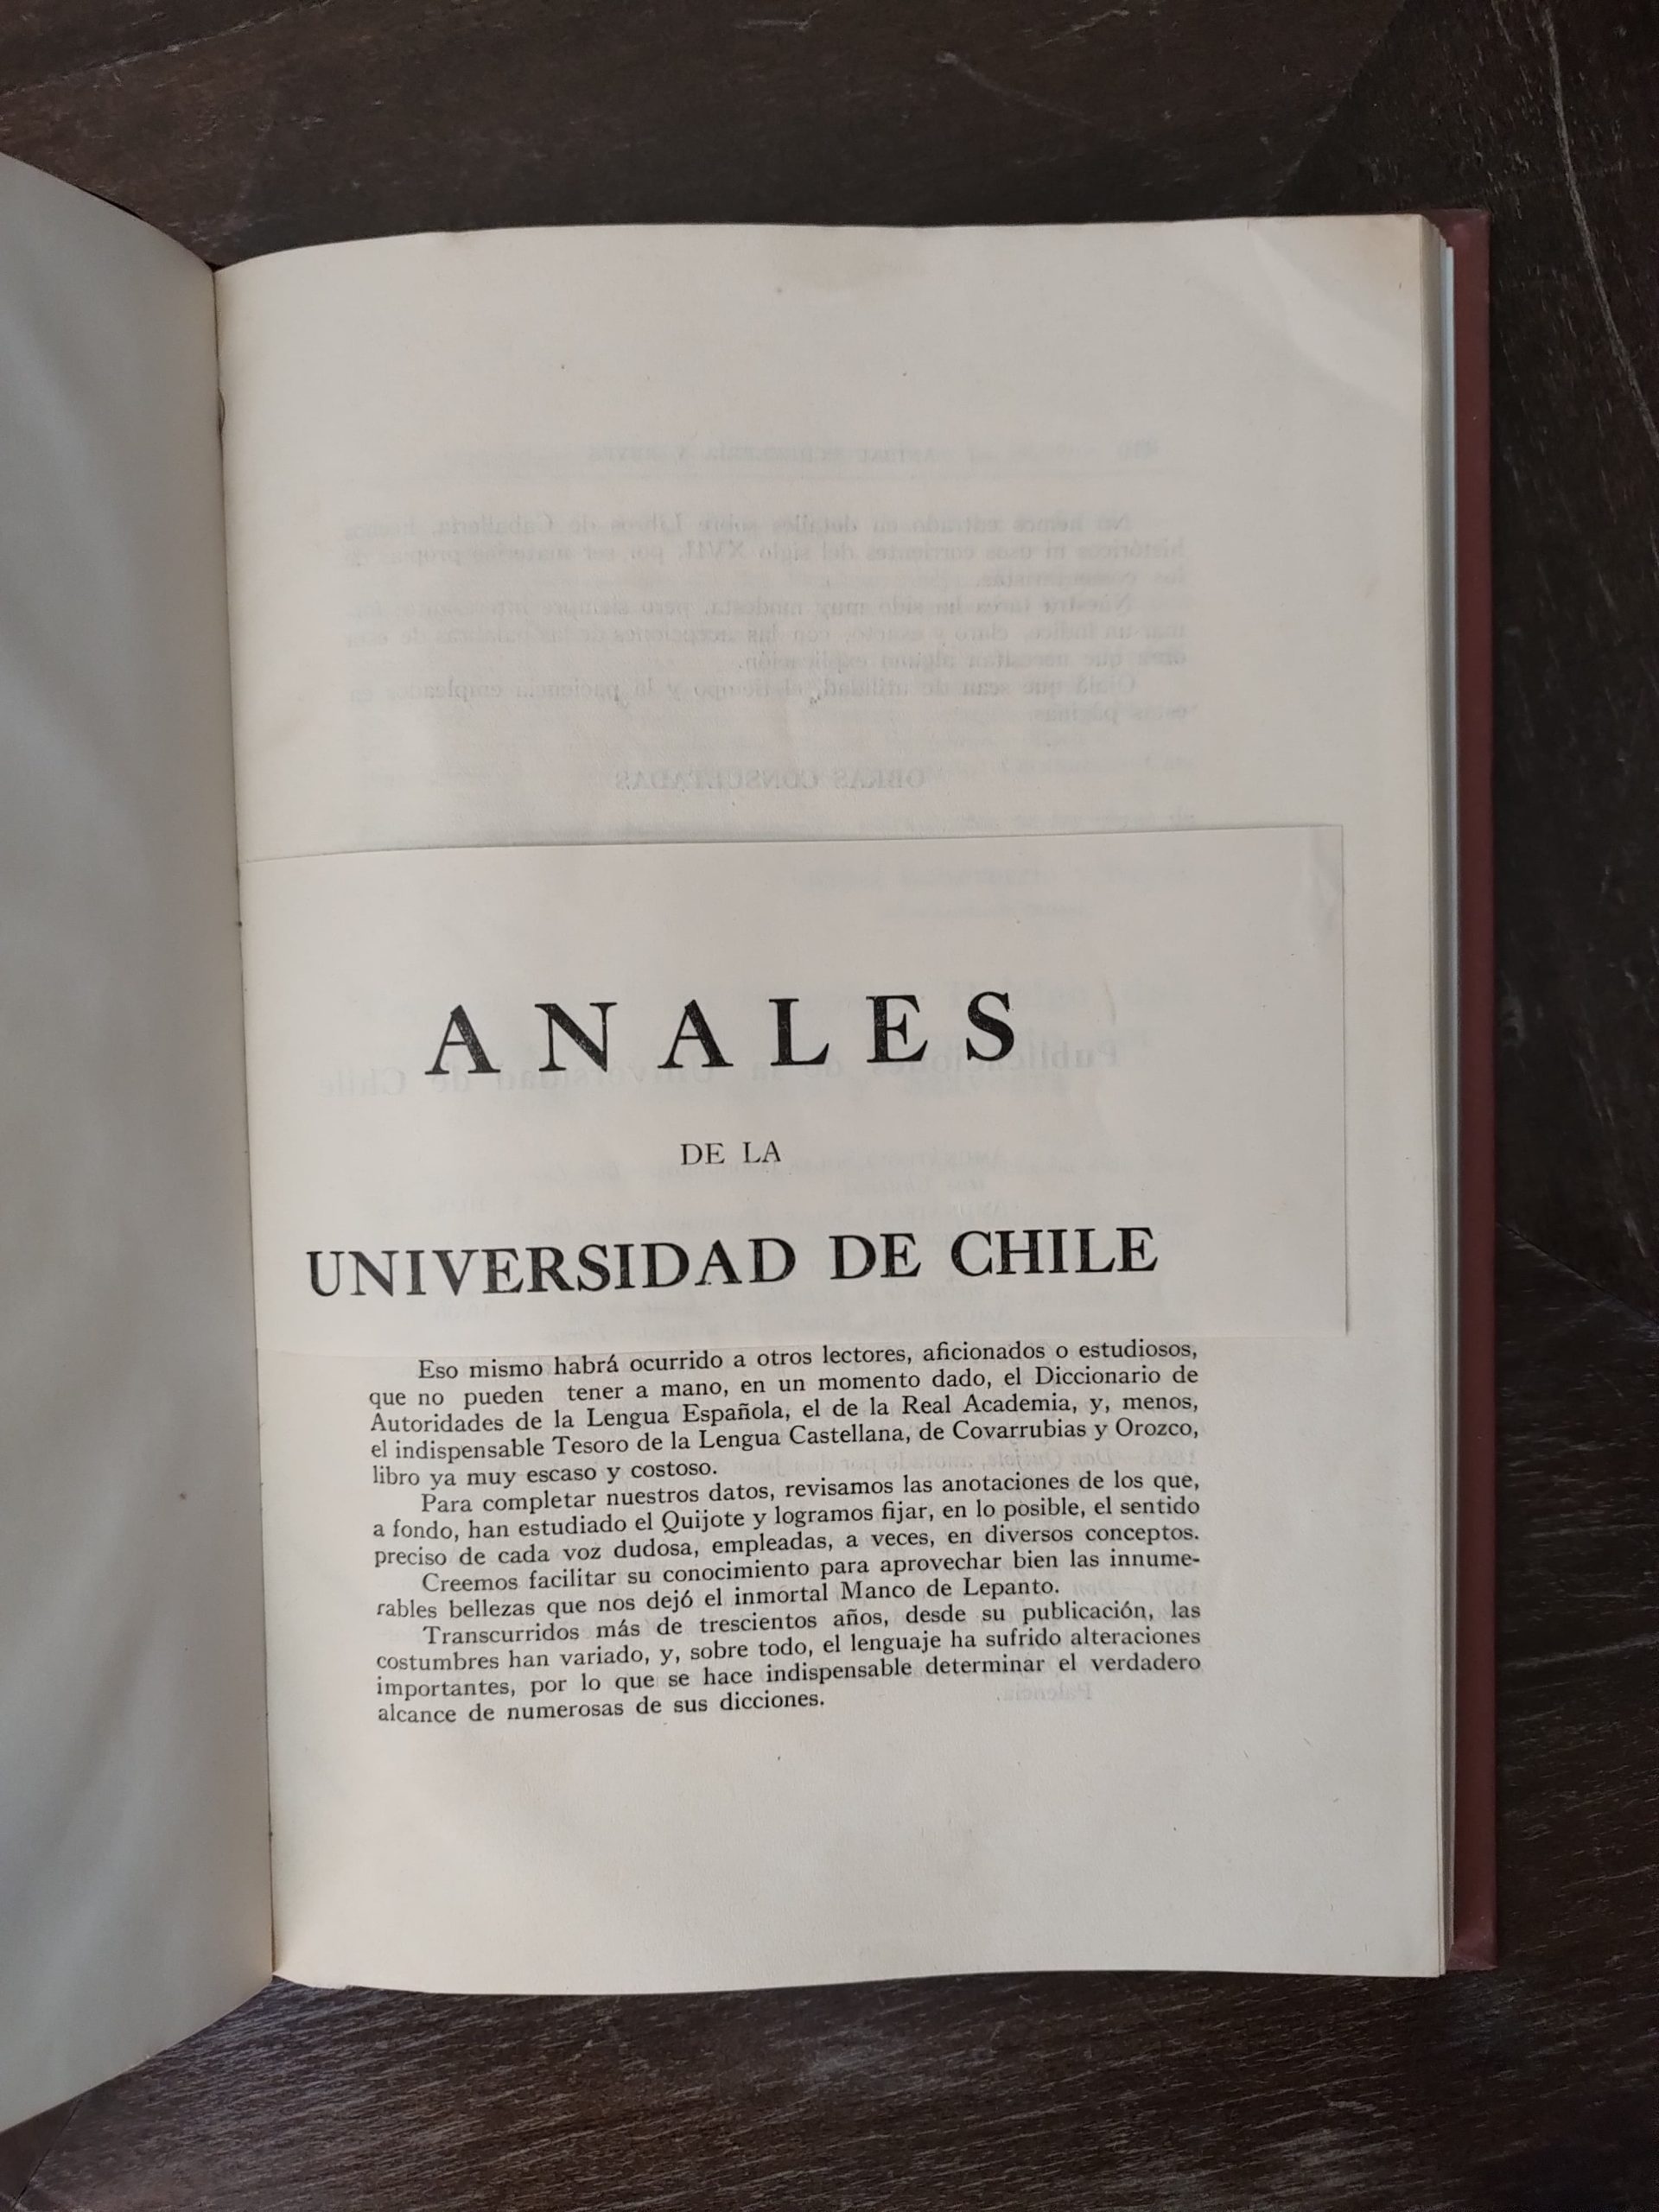 ANALES
DE LA
UNIVERSIDAD DE CHILE
Eso mismo habrá ocurrido a otros lectores, aficionados o estudiosos,
que no pueden tener a mano, en un momento dado, el Diccionario de
Autoridades de la Lengua Española, el de la Real Academia, y, menos,
el indispensable Tesoro de la Lengua Castellana, de Covarrubias y Orozco,
libro ya muy escaso y costoso.
Para completar nuestros datos, revisamos las anotaciones de los que,
a fondo, han estudiado el Quijote y logramos fijar, en lo posible, el sentido
preciso de cada voz dudosa, empleadas, a veces, en diversos conceptos.
Creemos facilitar su conocimiento para aprovechar bien las innume-
rables bellezas que nos dejó el inmortal Manco de Lepanto.
Transcurridos más de trescientos años, desde su publicación, las
costumbres han variado, y, sobre todo, el lenguaje ha sufrido alteraciones
importantes, por lo que se hace indispensable determinar el verdadero
alcance de numerosas de sus dicciones.